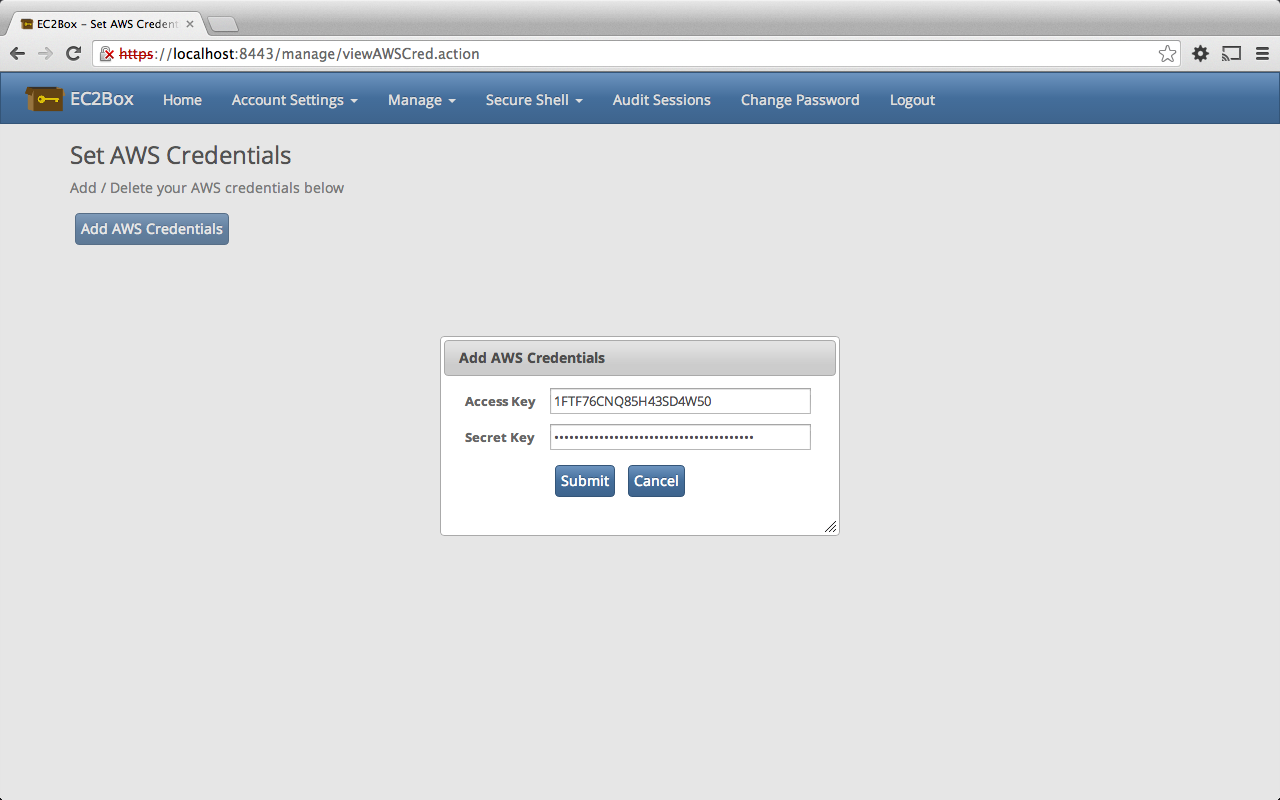 EC2Box – Set AWS Credent
https://localhost:8443/manage/viewAWSCred.action
EC2Box Home Account Settings Manage Secure Shell Audit Sessions Change Password Logout
Set AWS Credentials
Add / Delete your AWS credentials below
Add AWS Credentials
Add AWS Credentials
Access Key 1FTF76CNQ85H43SD4W50
Secret Key ••••••••••••••••••••••••••••••••••••••••
Submit Cancel